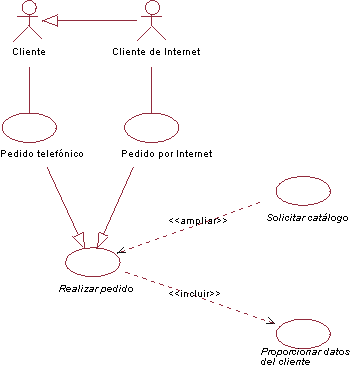 Cliente
Cliente de Internet
Pedido telefónico
Pedido por Internet
<<ampliar>>
Solicitar catálogo
Realizar pedido
<<incluir>>
Proporcionar datos
del cliente